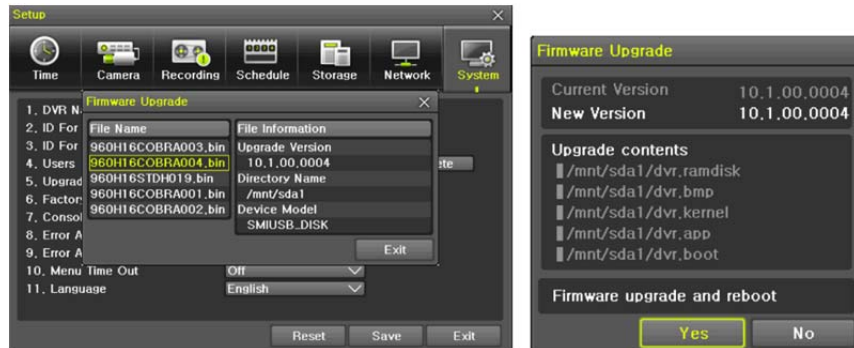 Setup
Time Camera Recording Schedule Storage Network System
1. DVR N
2. ID For
3. ID For
4. Users
5. Upgrad
6. Factor
7. Consol
8. Error A
9. Error A
10. Menu Time Out Off
11. Language English
Reset Save Exit
Firmware Upgrade
File Name
960H16COBRA003.bin
960H16COBRA004.bin
960H16STDH019.bin
960H16COBRA001.bin
960H16COBRA002.bin
File Information
Upgrade Version
10.1.00.0004
Directory Name
/mnt/sda1
Device Model
SMIUSB_DISK
Exit
ete
Firmware Upgrade
Current Version 10.1.00.0004
New Version 10.1.00.0004
Upgrade contents
/mnt/sda1/dvr.ramdisk
/mnt/sda1/dvr.bmp
/mnt/sda1/dvr.kernel
/mnt/sda1/dvr.app
/mnt/sda1/dvr.boot
Firmware upgrade and reboot
Yes No